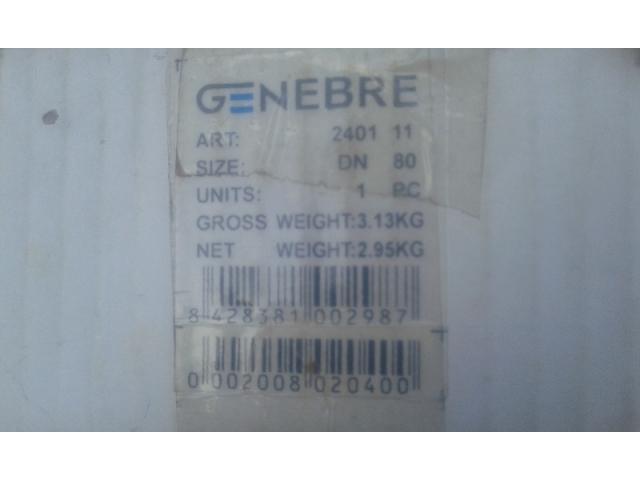 GENEBRE
ART: 2401 11
SIZE: DN 80
UNITS: 1 PC
GROSS WEIGHT:3.13KG
NET WEIGHT:2.95KG
8 428381 002987
0 002008 020400